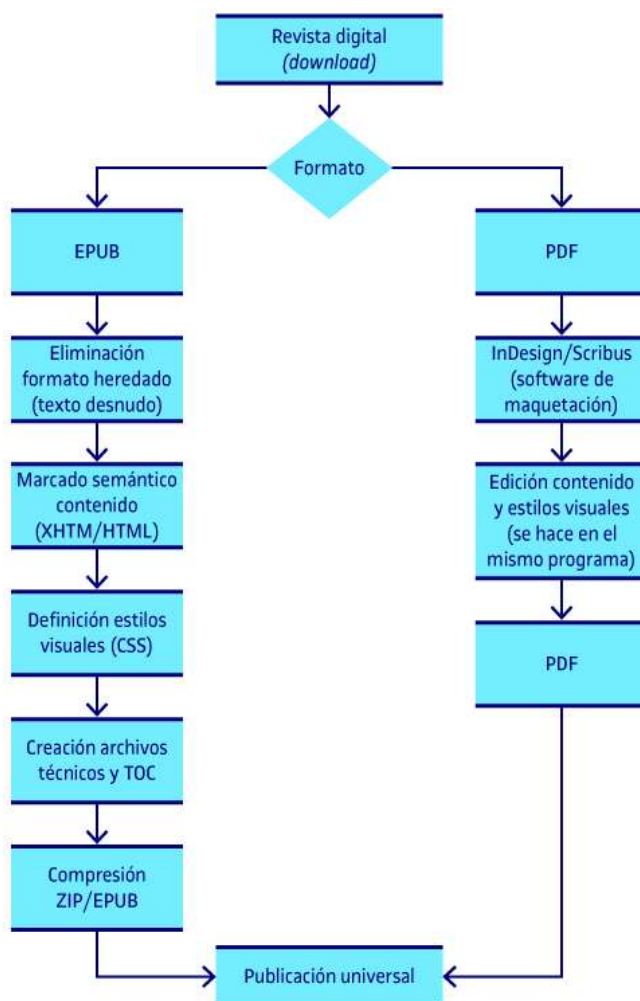 Revista digital
(download)
Formato
EPUB
Eliminación
formato heredado
(texto desnudo)
Marcado semántico
contenido
(XHTM/HTML)
Definición estilos
visuales (CSS)
Creación archivos
técnicos y TOC
Compresión
ZIP/EPUB
PDF
InDesign/Scribus
(software de
maquetación)
Edición contenido
y estilos visuales
(se hace en el
mismo programa)
PDF
Publicación universal